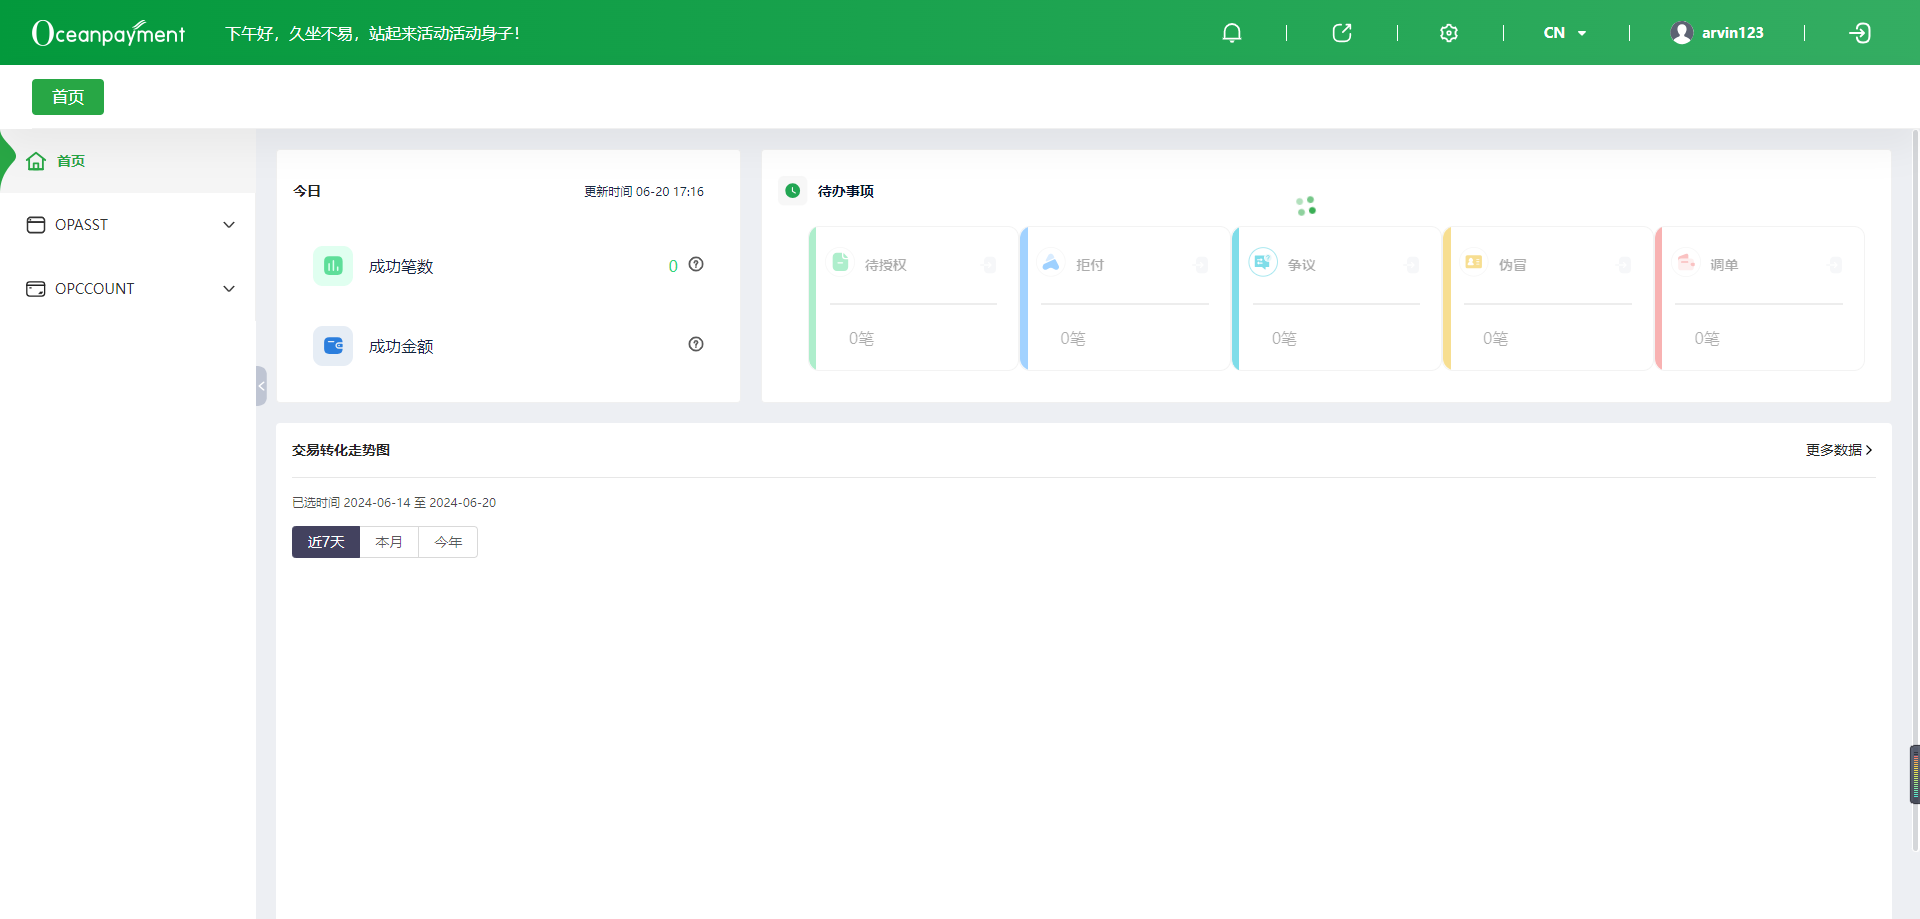 Oceanpayment
下午好，久坐不易，站起来活动活动身子！
CN
arvin123
首页
首页
OPASST
OPCCOUNT
今日
更新时间 06-20 17:16
成功笔数
0
成功金额
待办事项
待授权
0笔
拒付
0笔
争议
0笔
伪冒
0笔
调单
0笔
交易转化走势图
更多数据
已选时间 2024-06-14 至 2024-06-20
近7天
本月
今年